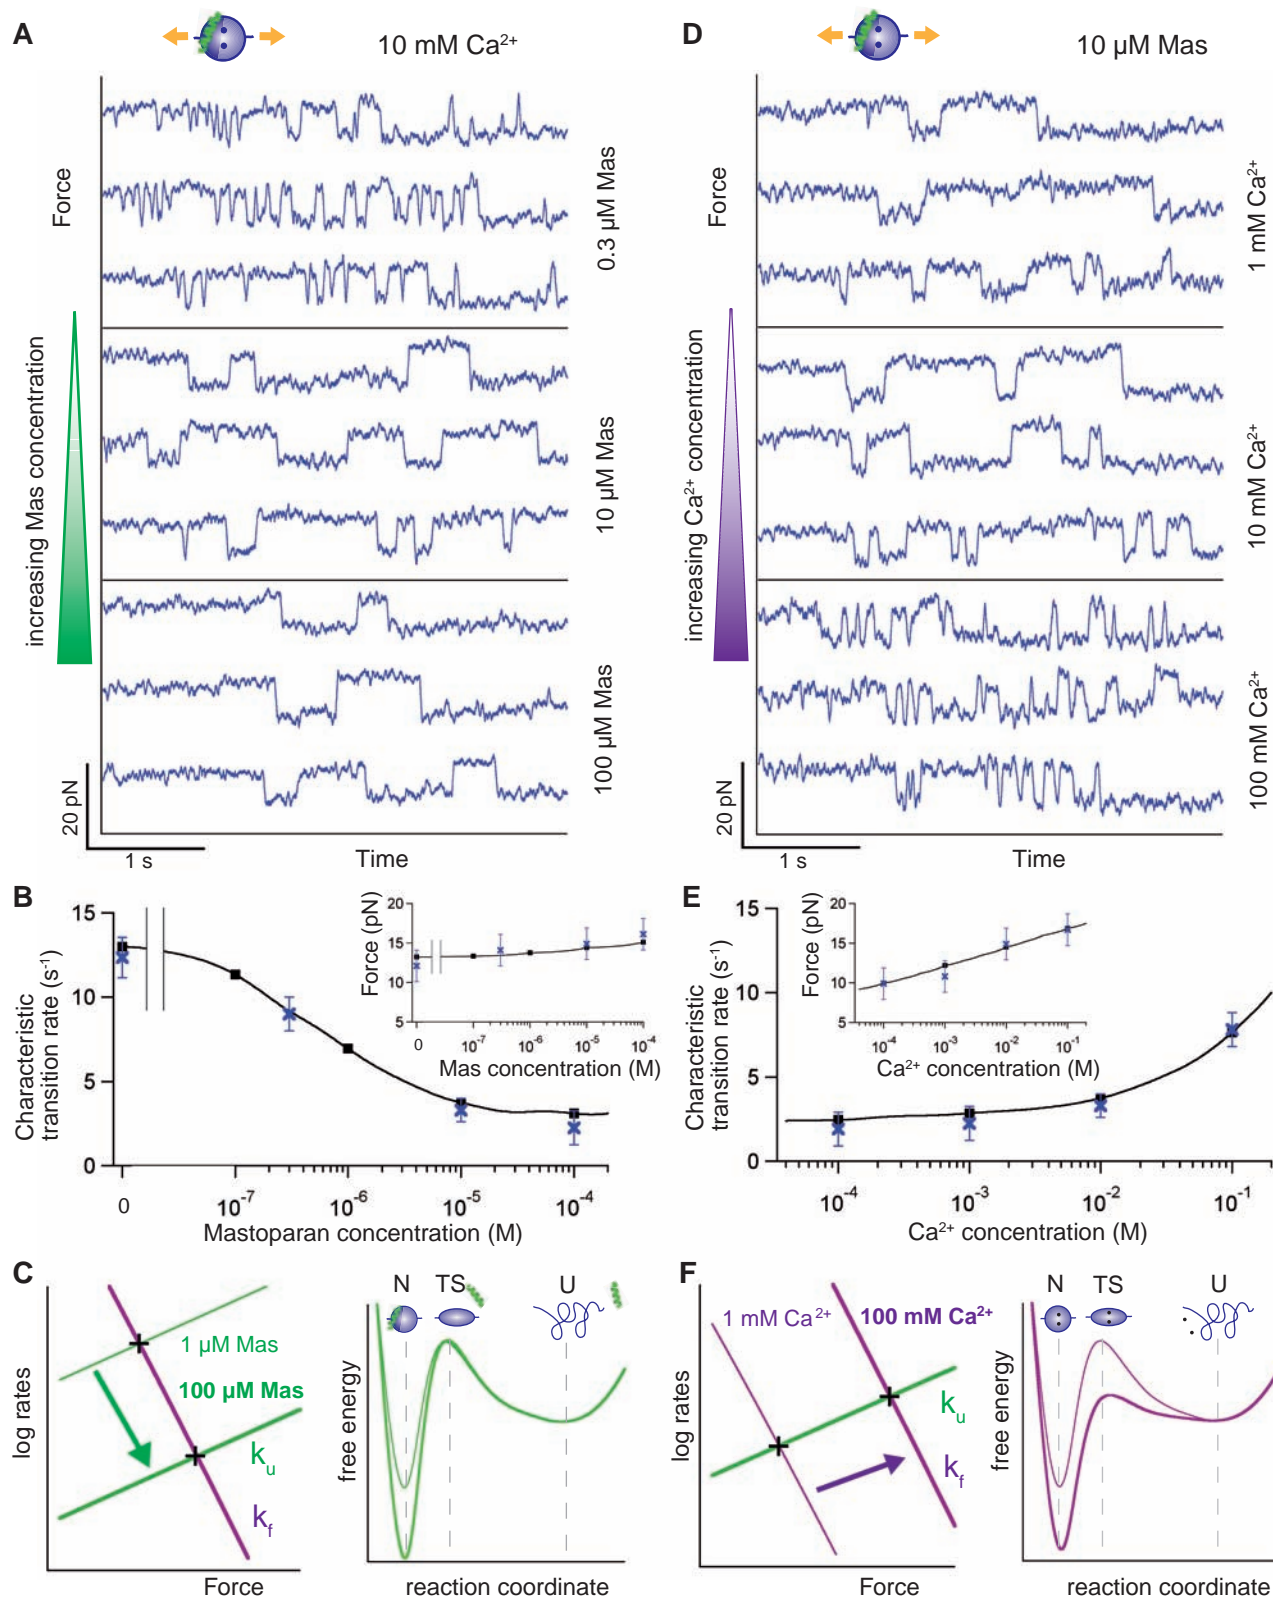 A
10 mM Ca²⁺
Force
increasing Mas concentration
0.3 µM Mas
10 µM Mas
100 µM Mas
20 pN
1 s
Time
D
10 µM Mas
Force
increasing Ca²⁺ concentration
1 mM Ca²⁺
10 mM Ca²⁺
100 mM Ca²⁺
20 pN
1 s
Time
B
Characteristic
transition rate (s⁻¹)
15
10
5
0
0
10⁻⁷
10⁻⁶
10⁻⁵
10⁻⁴
Mastoparan concentration (M)
Force (pN)
20
15
10
5
0
10⁻⁷
10⁻⁶
10⁻⁵
10⁻⁴
Mas concentration (M)
E
Characteristic
transition rate (s⁻¹)
15
10
5
0
10⁻⁴
10⁻³
10⁻²
10⁻¹
Ca²⁺ concentration (M)
Force (pN)
20
15
10
5
10⁻⁴
10⁻³
10⁻²
10⁻¹
Ca²⁺ concentration (M)
C
log rates
1 µM Mas
100 µM Mas
kᵤ
k_f
Force
free energy
N
TS
U
reaction coordinate
F
log rates
1 mM Ca²⁺
100 mM Ca²⁺
kᵤ
k_f
Force
free energy
N
TS
U
reaction coordinate